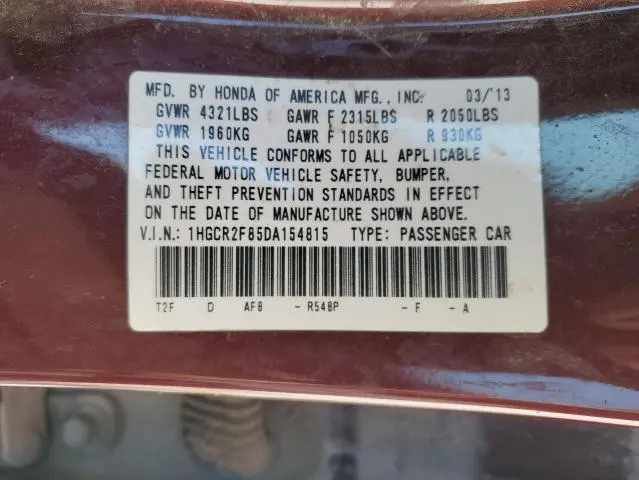 MFD. BY HONDA OF AMERICA MFG., INC. 03/'13
GVWR 4321LBS GAWR F 2315LBS R 2050LBS
GVWR 1960KG GAWR F 1050KG R 930KG
THIS VEHICLE CONFORMS TO ALL APPLICABLE
FEDERAL MOTOR VEHICLE SAFETY, BUMPER,
AND THEFT PREVENTION STANDARDS IN EFFECT
ON THE DATE OF MANUFACTURE SHOWN ABOVE.
V.I.N.: 1HGCR2F85DA154815 TYPE: PASSENGER CAR
T2F D AF8 - R548P - F - A